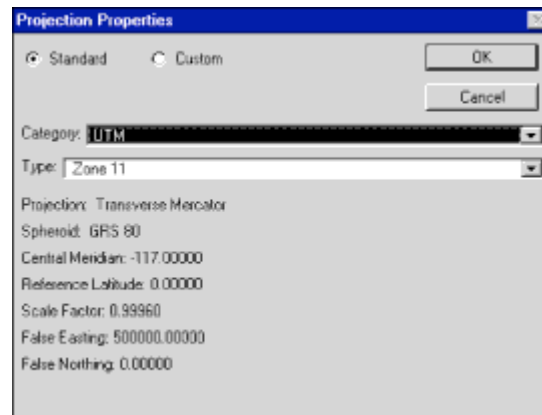 Projection Properties
Standard Custom OK
Cancel
Category: UTM
Type: Zone 11
Projection: Transverse Mercator
Spheroid: GRS 80
Central Meridian: -117.00000
Reference Latitude: 0.00000
Scale Factor: 0.99960
False Easting: 500000.00000
False Northing: 0.00000